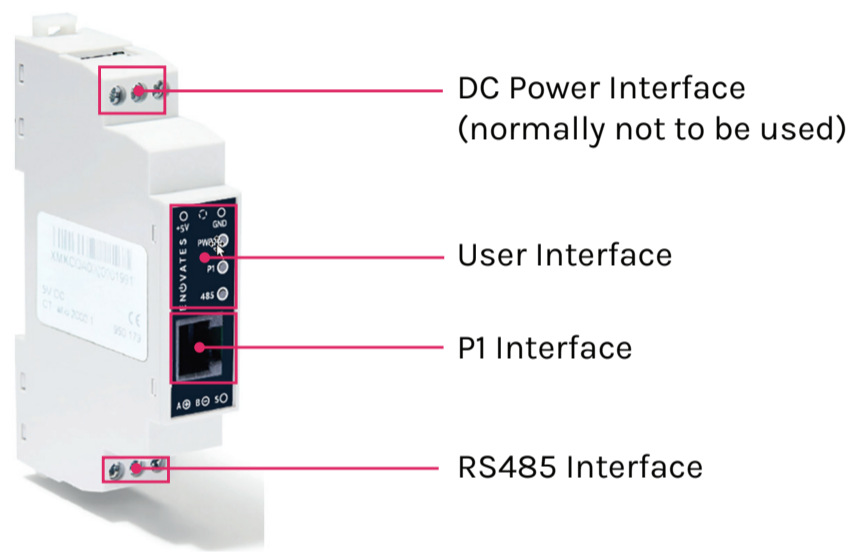 DC Power Interface
(normally not to be used)
+5V
GND
ENOVATES
P1
485
User Interface
P1 Interface
A B S
RS485 Interface